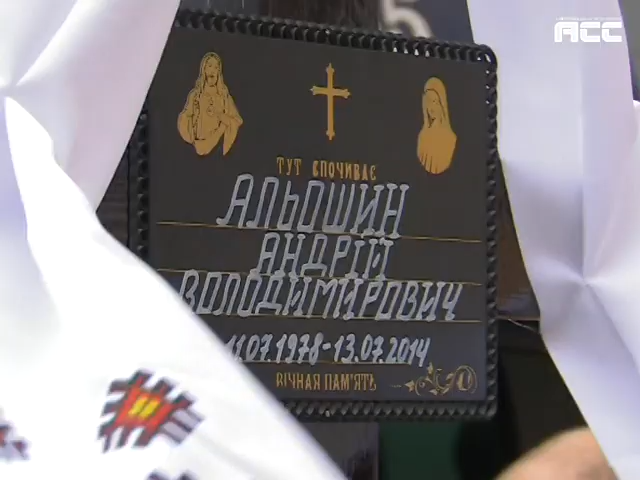 АСС
ТУТ СПОЧИВАЄ
АЛЬОШИН
АНДРІЙ
ВОЛОДИМИРОВИЧ
11.07.1978-13.07.2014
ВІЧНАЯ ПАМ'ЯТЬ